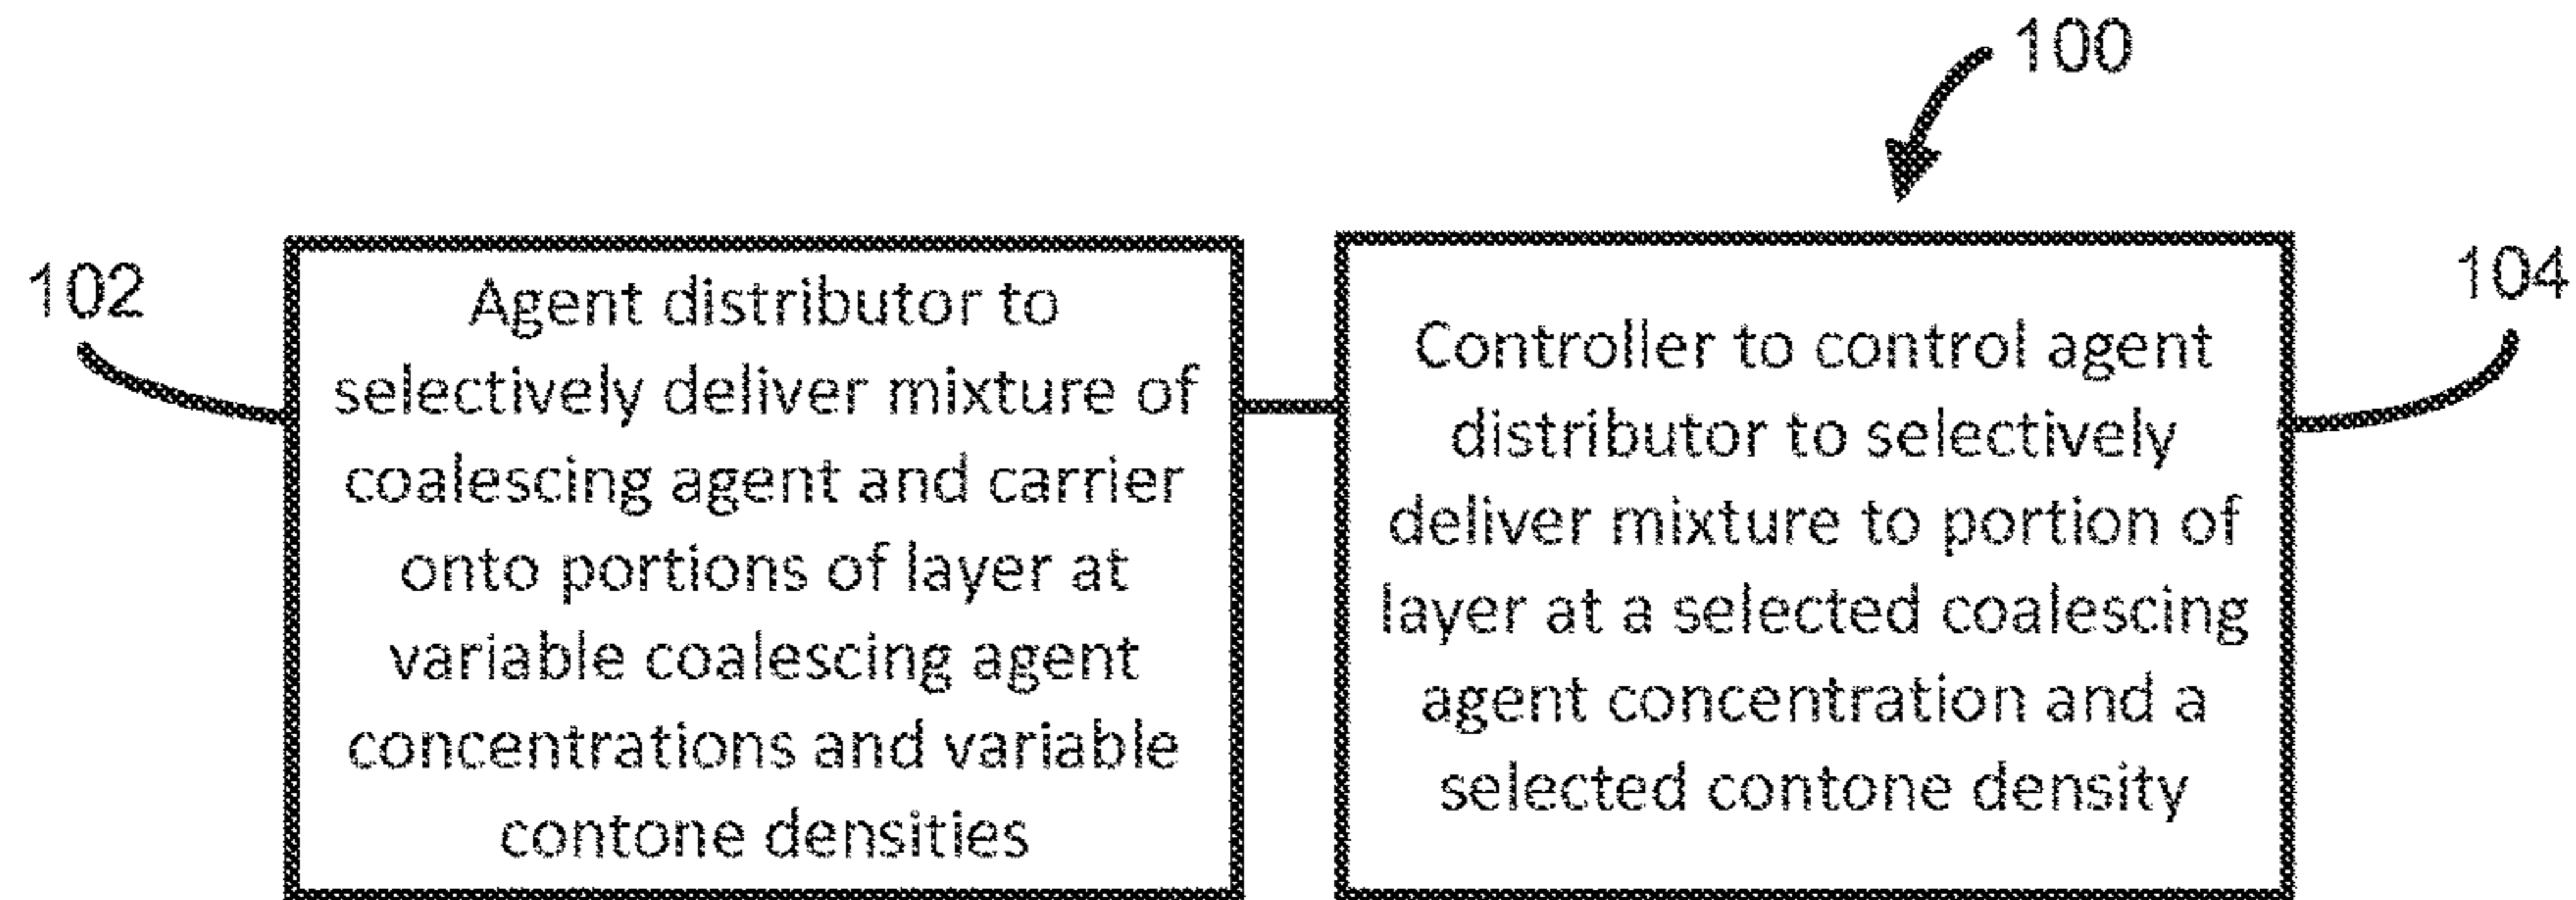 100
102
Agent distributor to
selectively deliver mixture of
coalescing agent and carrier
onto portions of layer at
variable coalescing agent
concentrations and variable
contone densities
Controller to control agent
distributor to selectively
deliver mixture to portion of
layer at a selected coalescing
agent concentration and a
selected contone density
104